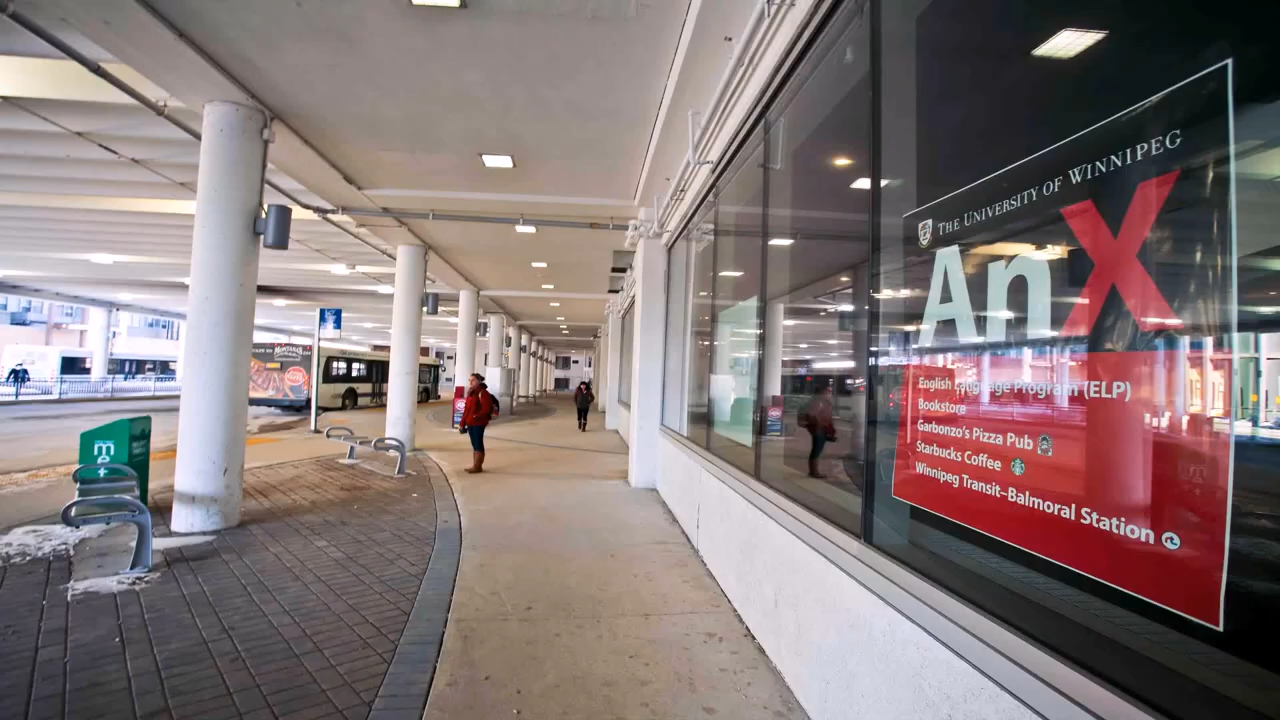 THE UNIVERSITY OF WINNIPEG
AnX
English Language Program (ELP)
Bookstore
Garbonzo's Pizza Pub
Starbucks Coffee
Winnipeg Transit–Balmoral Station
MONTANA'S